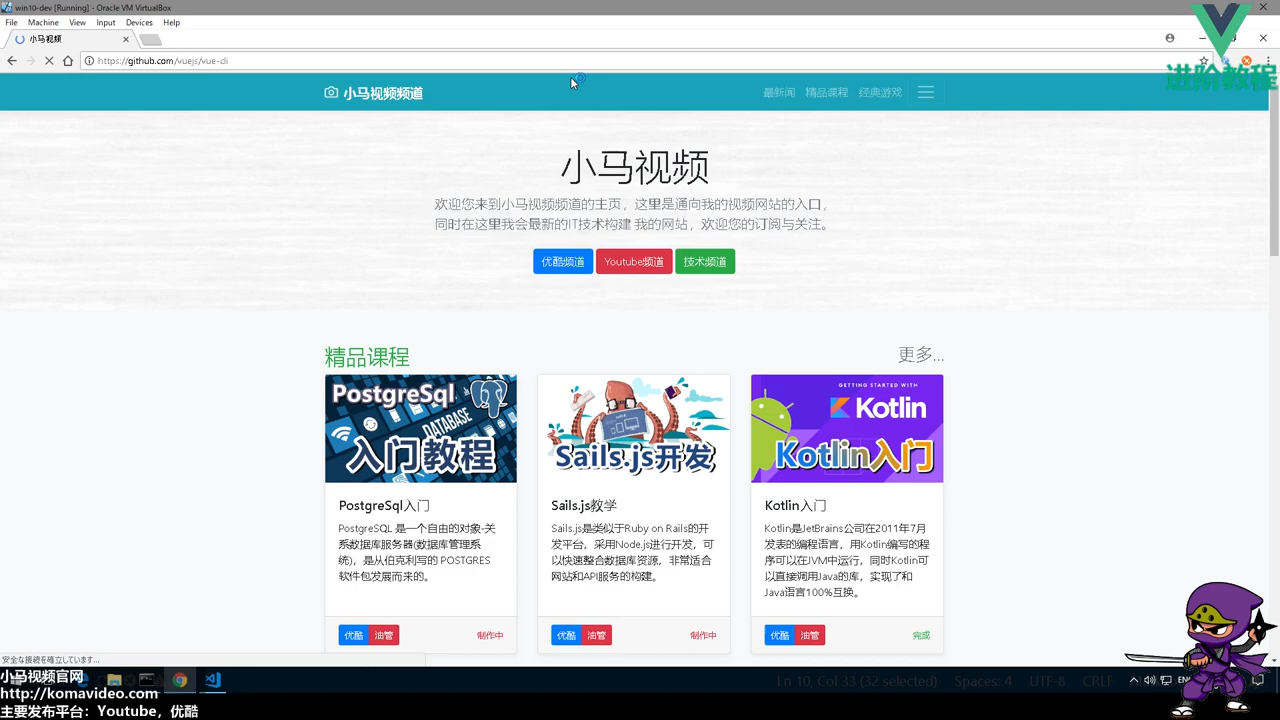 win10-dev [Running] - Oracle VM VirtualBox
File Machine View Input Devices Help
小马视频
https://github.com/vuejs/vue-cli
进阶教程
小马视频频道
最新闻 精品课程 经典游戏
小马视频
欢迎您来到小马视频频道的主页，这里是通向我的视频网站的入口，
同时在这里我会最新的IT技术构建 我的网站，欢迎您的订阅与关注。
优酷频道 Youtube频道 技术频道
精品课程 更多...
PostgreSql
DATABASE
入门教程
Sails.js开发
GETTING STARTED WITH
Kotlin
Kotlin入门
PostgreSql入门
PostgreSQL 是一个自由的对象-关
系数据库服务器(数据库管理系
统)，是从伯克利写的 POSTGRES
软件包发展而来的。
优酷 油管 制作中
Sails.js教学
Sails.js是类似于Ruby on Rails的开
发平台，采用Node.js进行开发，可
以快速整合数据库资源，非常适合
网站和API服务的构建。
优酷 油管 制作中
Kotlin入门
Kotlin是JetBrains公司在2011年7月
发表的编程语言，用Kotlin编写的程
序可以在JVM中运行，同时Kotlin可
以直接调用Java的库，实现了和
Java语言100%互换。
优酷 油管 完成
安全な接続を確立しています...
小马视频官网
http://komavideo.com
主要发布平台：Youtube，优酷
Ln 10, Col 33 (32 selected) Spaces: 4 UTF-8 CRLF